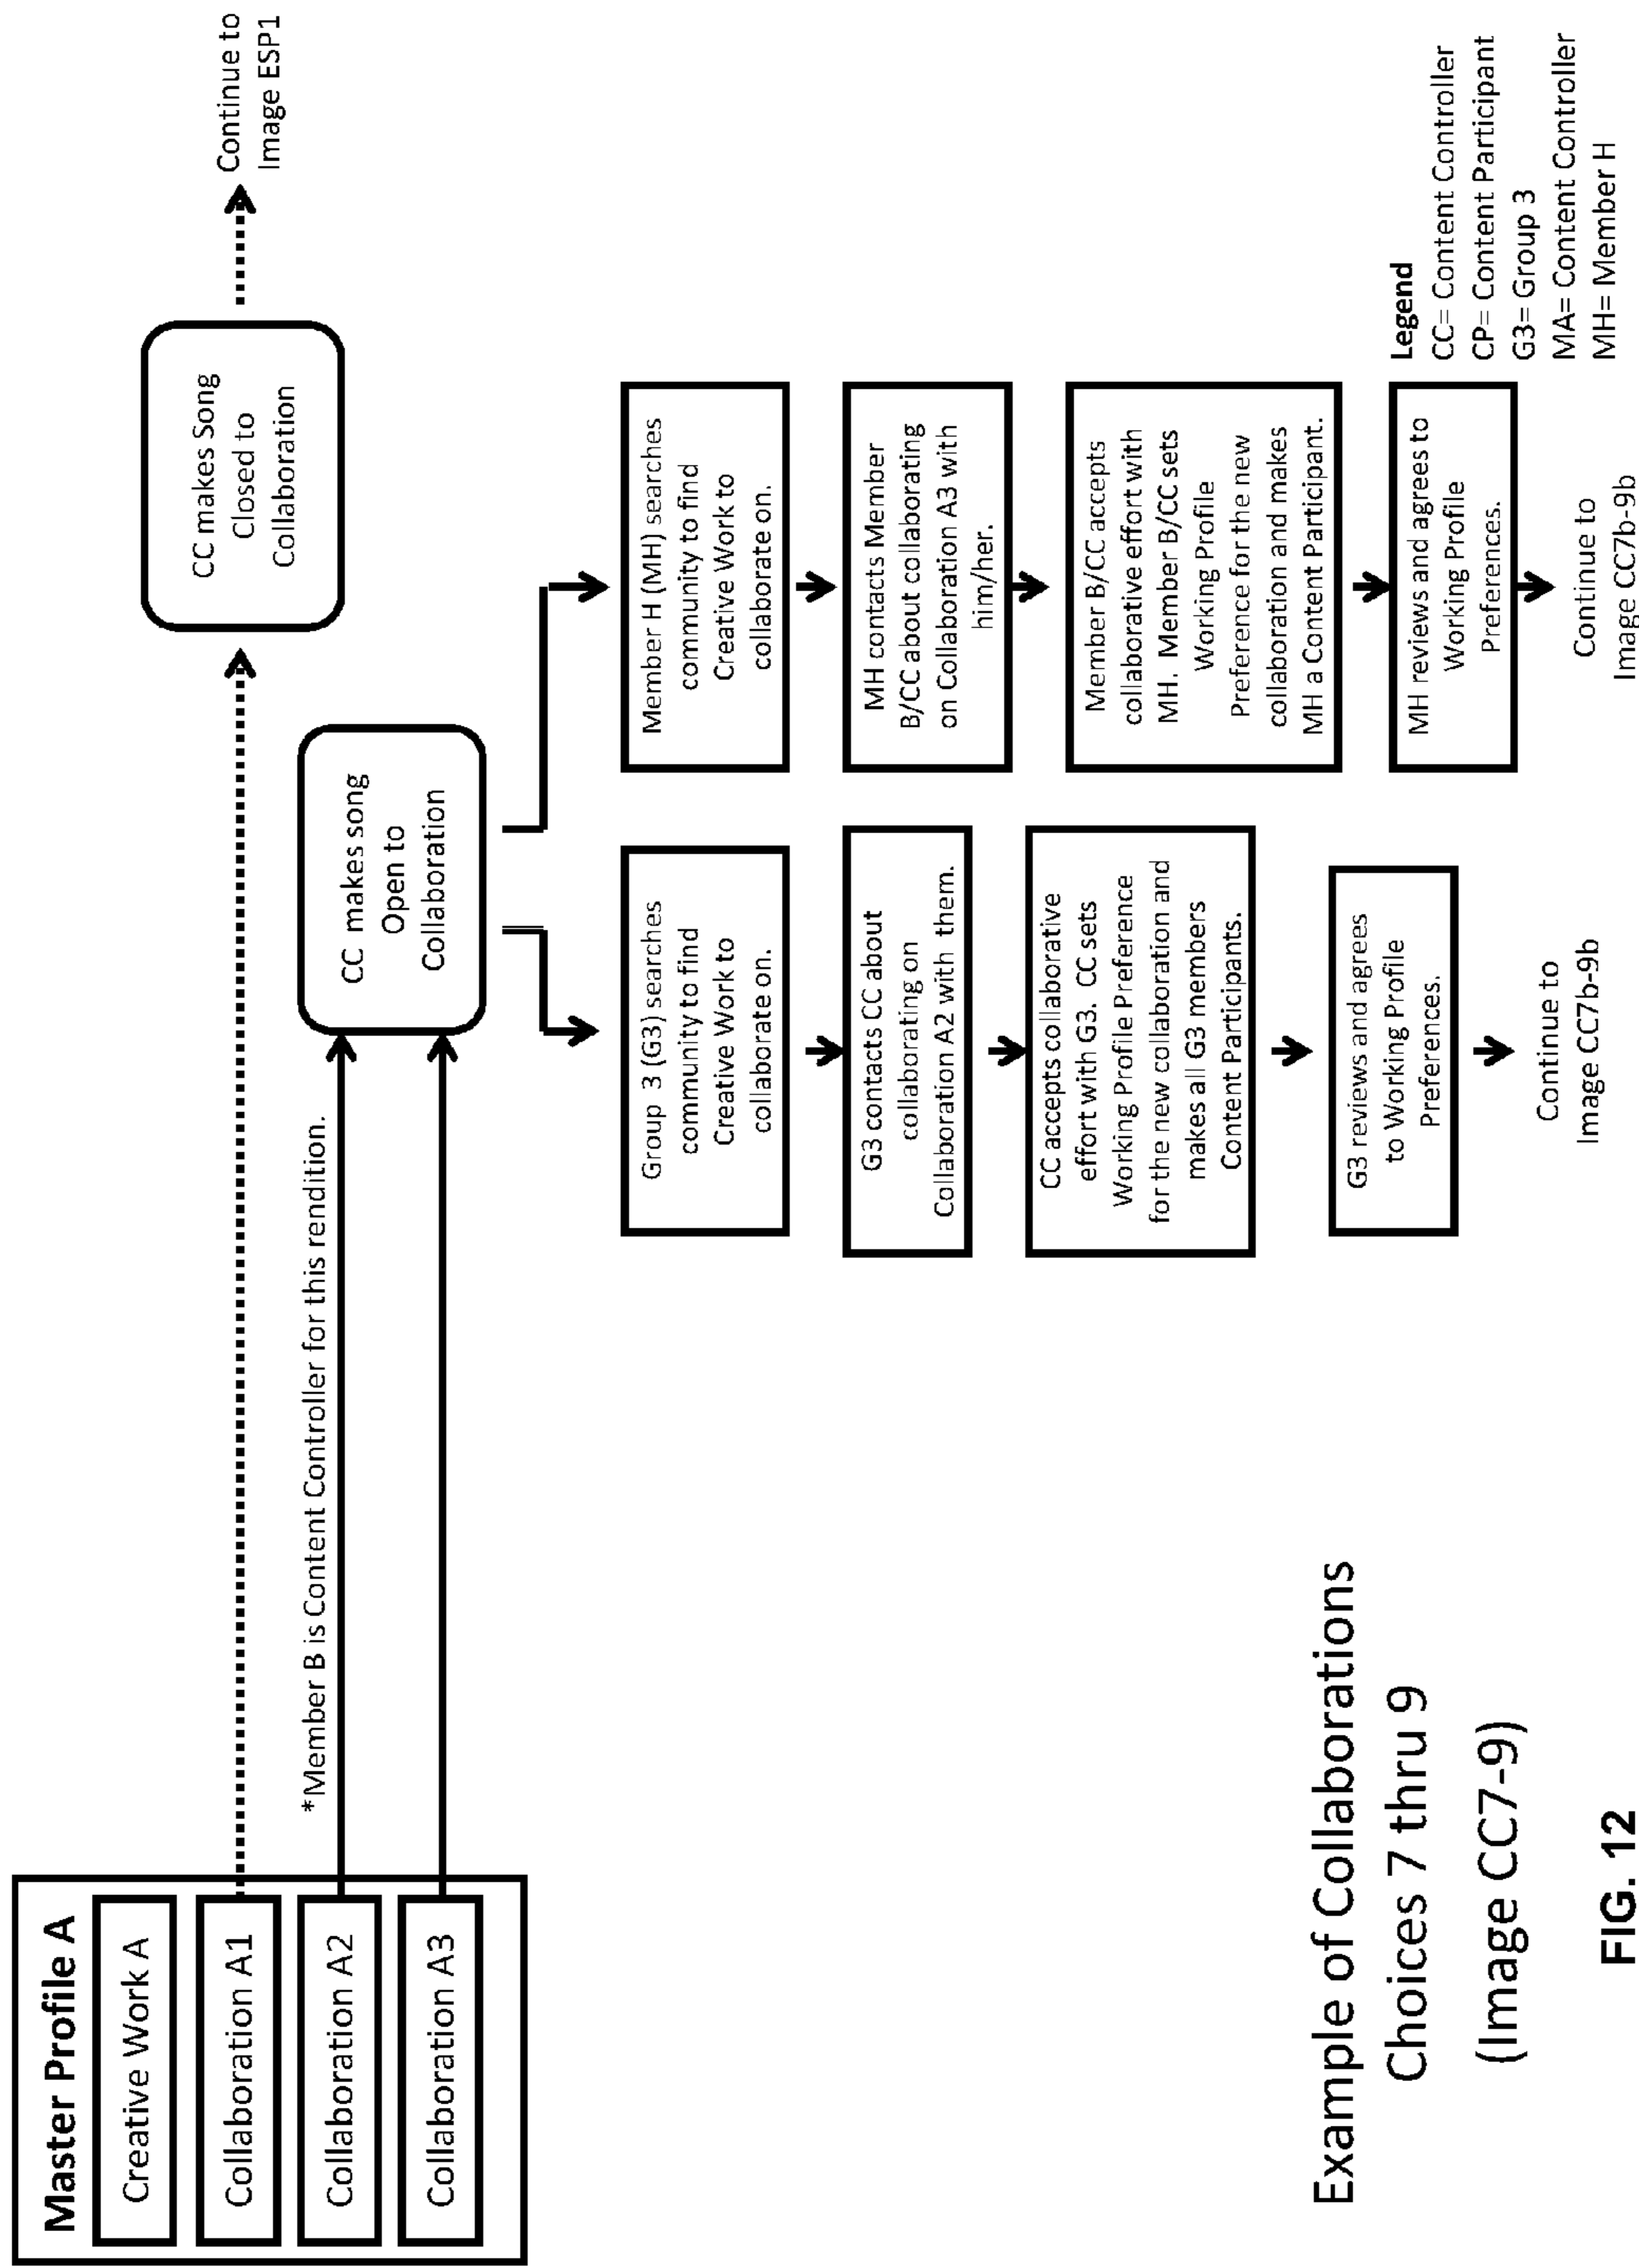 Master Profile A
Creative Work A
Collaboration A1
Collaboration A2
Collaboration A3
*Member B is Content Controller for this rendition.
CC makes Song
Closed to
Collaboration
Continue to
Image ESP1
CC makes song
Open to
Collaboration
Group 3 (G3) searches
community to find
Creative Work to
collaborate on.
G3 contacts CC about
collaborating on
Collaboration A2 with them.
CC accepts collaborative
effort with G3. CC sets
Working Profile Preference
for the new collaboration and
makes all G3 members
Content Participants.
G3 reviews and agrees
to Working Profile
Preferences.
Continue to
Image CC7b-9b
Member H (MH) searches
community to find
Creative Work to
collaborate on.
MH contacts Member
B/CC about collaborating
on Collaboration A3 with
him/her.
Member B/CC accepts
collaborative effort with
MH. Member B/CC sets
Working Profile
Preference for the new
collaboration and makes
MH a Content Participant.
MH reviews and agrees to
Working Profile
Preferences.
Continue to
Image CC7b-9b
Legend
CC= Content Controller
CP= Content Participant
G3= Group 3
MA= Content Controller
MH= Member H
Example of Collaborations
Choices 7 thru 9
(Image CC7-9)
FIG. 12